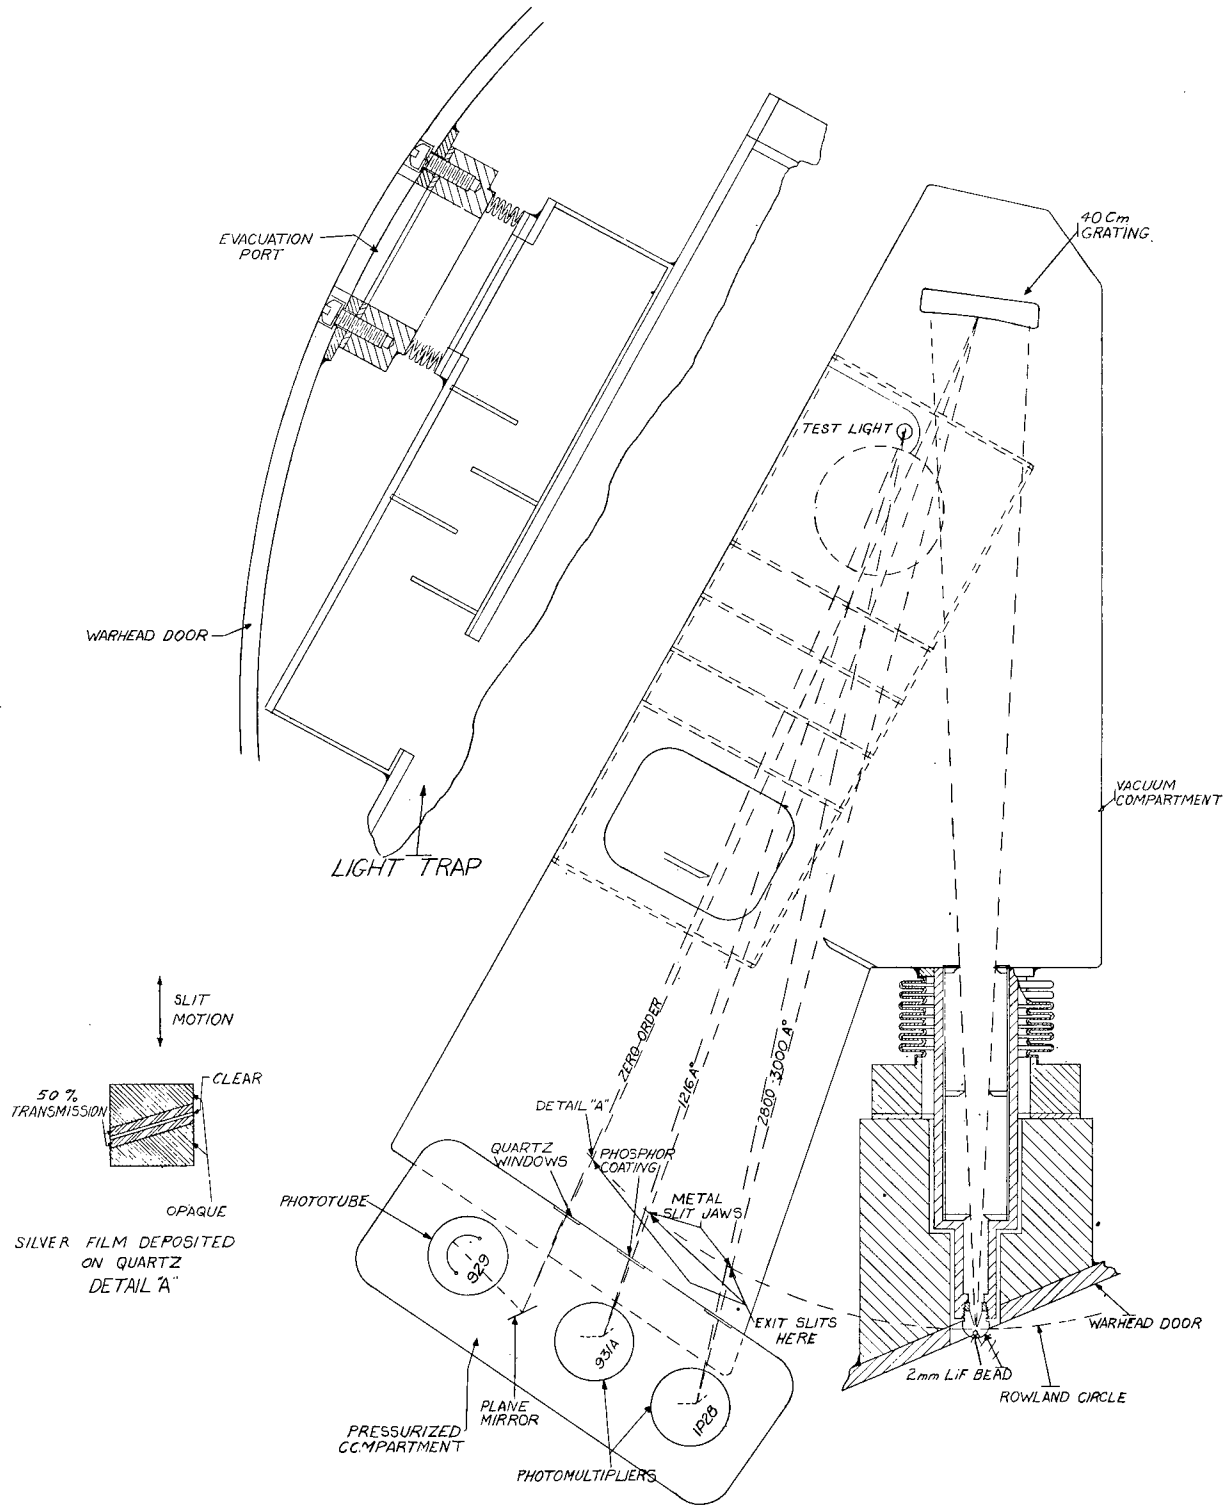 40 Cm
GRATING
EVACUATION
PORT
TEST LIGHT
WARHEAD DOOR
VACUUM
COMPARTMENT
LIGHT TRAP
SLIT
MOTION
ZERO ORDER
1216 A°
2800-3000 A°
CLEAR
50 %
TRANSMISSION
DETAIL "A"
QUARTZ
WINDOWS
PHOSPHOR
COATING
METAL
SLIT JAWS
PHOTOTUBE
OPAQUE
SILVER FILM DEPOSITED
ON QUARTZ
DETAIL "A"
929
931A
1P28
EXIT SLITS
HERE
WARHEAD DOOR
2mm LiF BEAD
ROWLAND CIRCLE
PLANE
MIRROR
PRESSURIZED
COMPARTMENT
PHOTOMULTIPLIERS